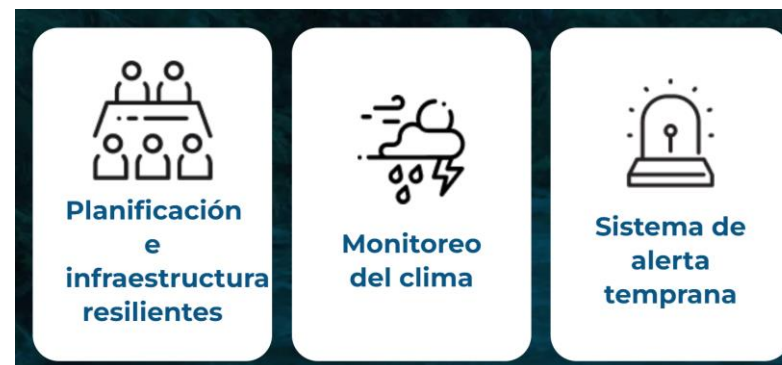 Planificación
e
infraestructura
resilientes
Monitoreo
del clima
Sistema de
alerta
temprana